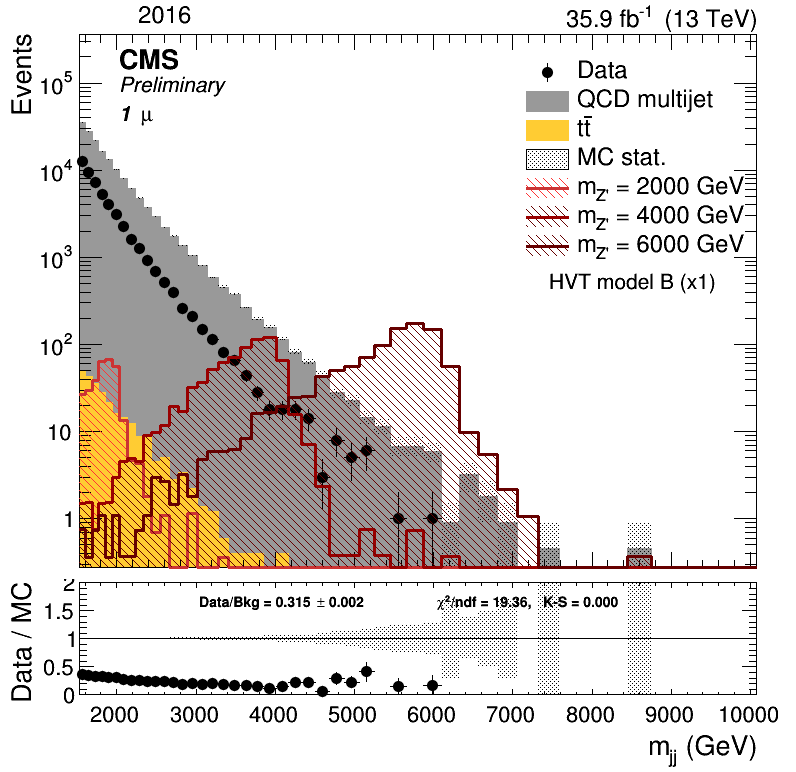 2016
35.9 fb⁻¹ (13 TeV)
Events
CMS
Preliminary
1 μ
Data
QCD multijet
tt̄
MC stat.
m_Z' = 2000 GeV
m_Z' = 4000 GeV
m_Z' = 6000 GeV
HVT model B (x1)
10⁵
10⁴
10³
10²
10
1
Data / MC
Data/Bkg = 0.315 ± 0.002
χ²/ndf = 19.36, K-S = 0.000
2
1.5
1
0.5
0
2000 3000 4000 5000 6000 7000 8000 9000 10000
m_jj (GeV)